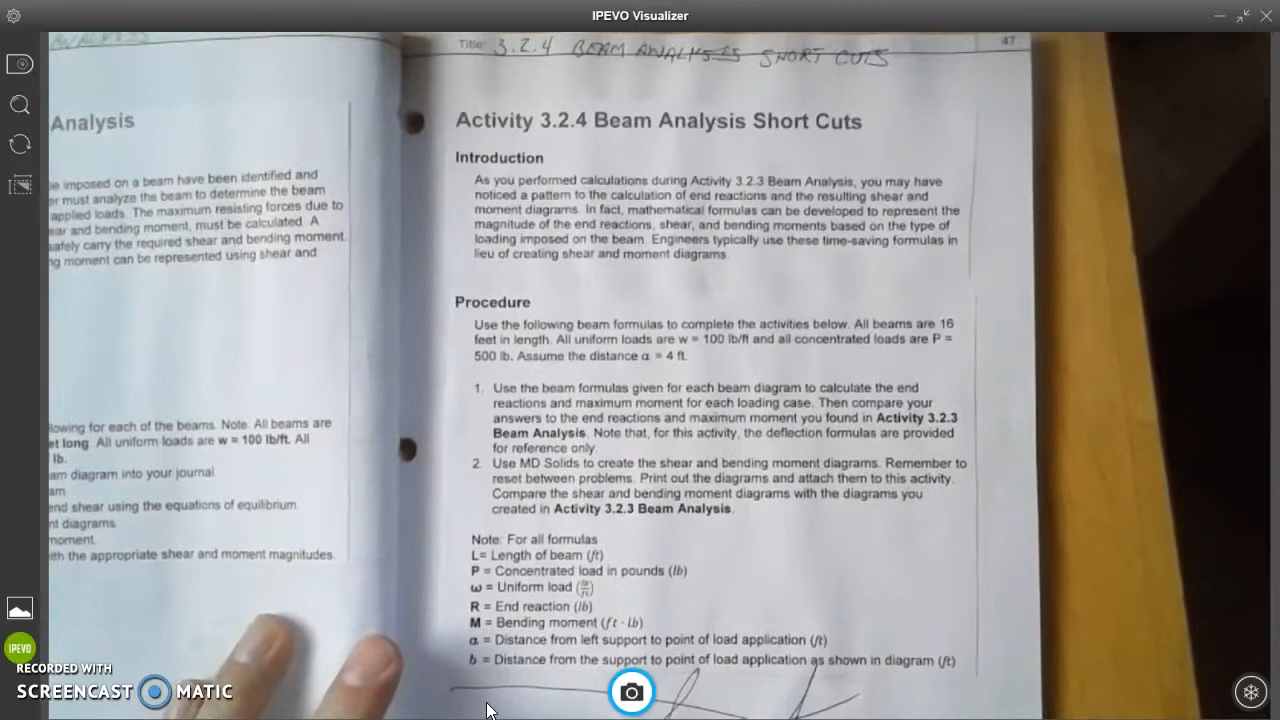 IPEVO Visualizer
ANALYSIS
Title: 3.2.4 BEAM ANALYSIS SHORT CUTS
47
Analysis
imposed on a beam have been identified and
must analyze the beam to determine the beam
applied loads. The maximum resisting forces due to
and bending moment, must be calculated. A
safely carry the required shear and bending moment.
moment can be represented using shear and
for each of the beams. Note: All beams are
long. All uniform loads are w = 100 lb/ft. All
lb.
diagram into your journal
end shear using the equations of equilibrium
diagrams
moment.
with the appropriate shear and moment magnitudes.
Activity 3.2.4 Beam Analysis Short Cuts
Introduction
As you performed calculations during Activity 3.2.3 Beam Analysis, you may have
noticed a pattern to the calculation of end reactions and the resulting shear and
moment diagrams. In fact, mathematical formulas can be developed to represent the
magnitude of the end reactions, shear, and bending moments based on the type of
loading imposed on the beam. Engineers typically use these time-saving formulas in
lieu of creating shear and moment diagrams.
Procedure
Use the following beam formulas to complete the activities below. All beams are 16
feet in length. All uniform loads are w = 100 lb/ft and all concentrated loads are P =
500 lb. Assume the distance a = 4 ft.
1. Use the beam formulas given for each beam diagram to calculate the end
reactions and maximum moment for each loading case. Then compare your
answers to the end reactions and maximum moment you found in Activity 3.2.3
Beam Analysis. Note that, for this activity, the deflection formulas are provided
for reference only.
2. Use MD Solids to create the shear and bending moment diagrams. Remember to
reset between problems. Print out the diagrams and attach them to this activity.
Compare the shear and bending moment diagrams with the diagrams you
created in Activity 3.2.3 Beam Analysis.
Note: For all formulas
L= Length of beam (ft)
P = Concentrated load in pounds (lb)
ω = Uniform load (lb/ft)
R = End reaction (lb)
M = Bending moment (ft · lb)
a = Distance from left support to point of load application (ft)
b = Distance from the support to point of load application as shown in diagram (ft)
IPEVO
RECORDED WITH
SCREENCAST MATIC